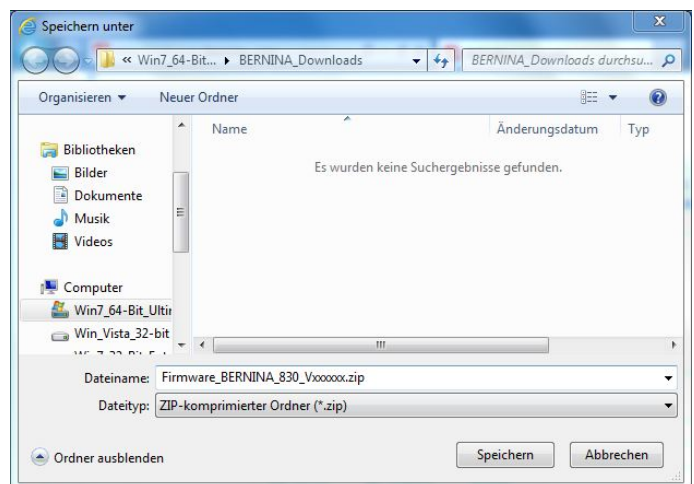 Speichern unter
« Win7_64-Bit... ▸ BERNINA_Downloads
BERNINA_Downloads durchsu...
Organisieren
Neuer Ordner
Name
Änderungsdatum
Typ
Es wurden keine Suchergebnisse gefunden.
Bibliotheken
Bilder
Dokumente
Musik
Videos
Computer
Win7_64-Bit_Ultin
Win_Vista_32-bit
Dateiname: Firmware_BERNINA_830_Vxxxxxx.zip
Dateityp: ZIP-komprimierter Ordner (*.zip)
Ordner ausblenden
Speichern
Abbrechen